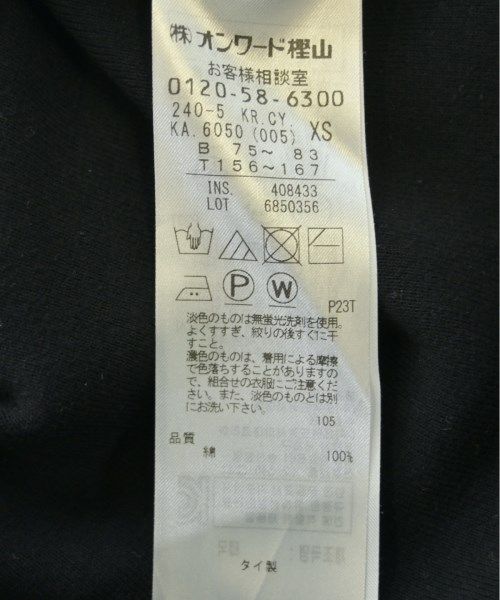 (株)オンワード樫山
お客様相談室
0120-58-6300
240-5 KR.CY.
KA.6050(005) XS
B 75～ 83
T156～167
INS. 408433
LOT 6850356
P
W
P23T
淡色のものは無蛍光洗剤を使用。
よくすすぎ、絞りの後すぐに干
すこと。
濃色のものは、着用による摩擦
で色落ちすることがありますの
で、組合せの衣服にご注意くだ
さい。また、淡色のものとは別
にお洗い下さい。
105
品質
綿 100%
タイ製